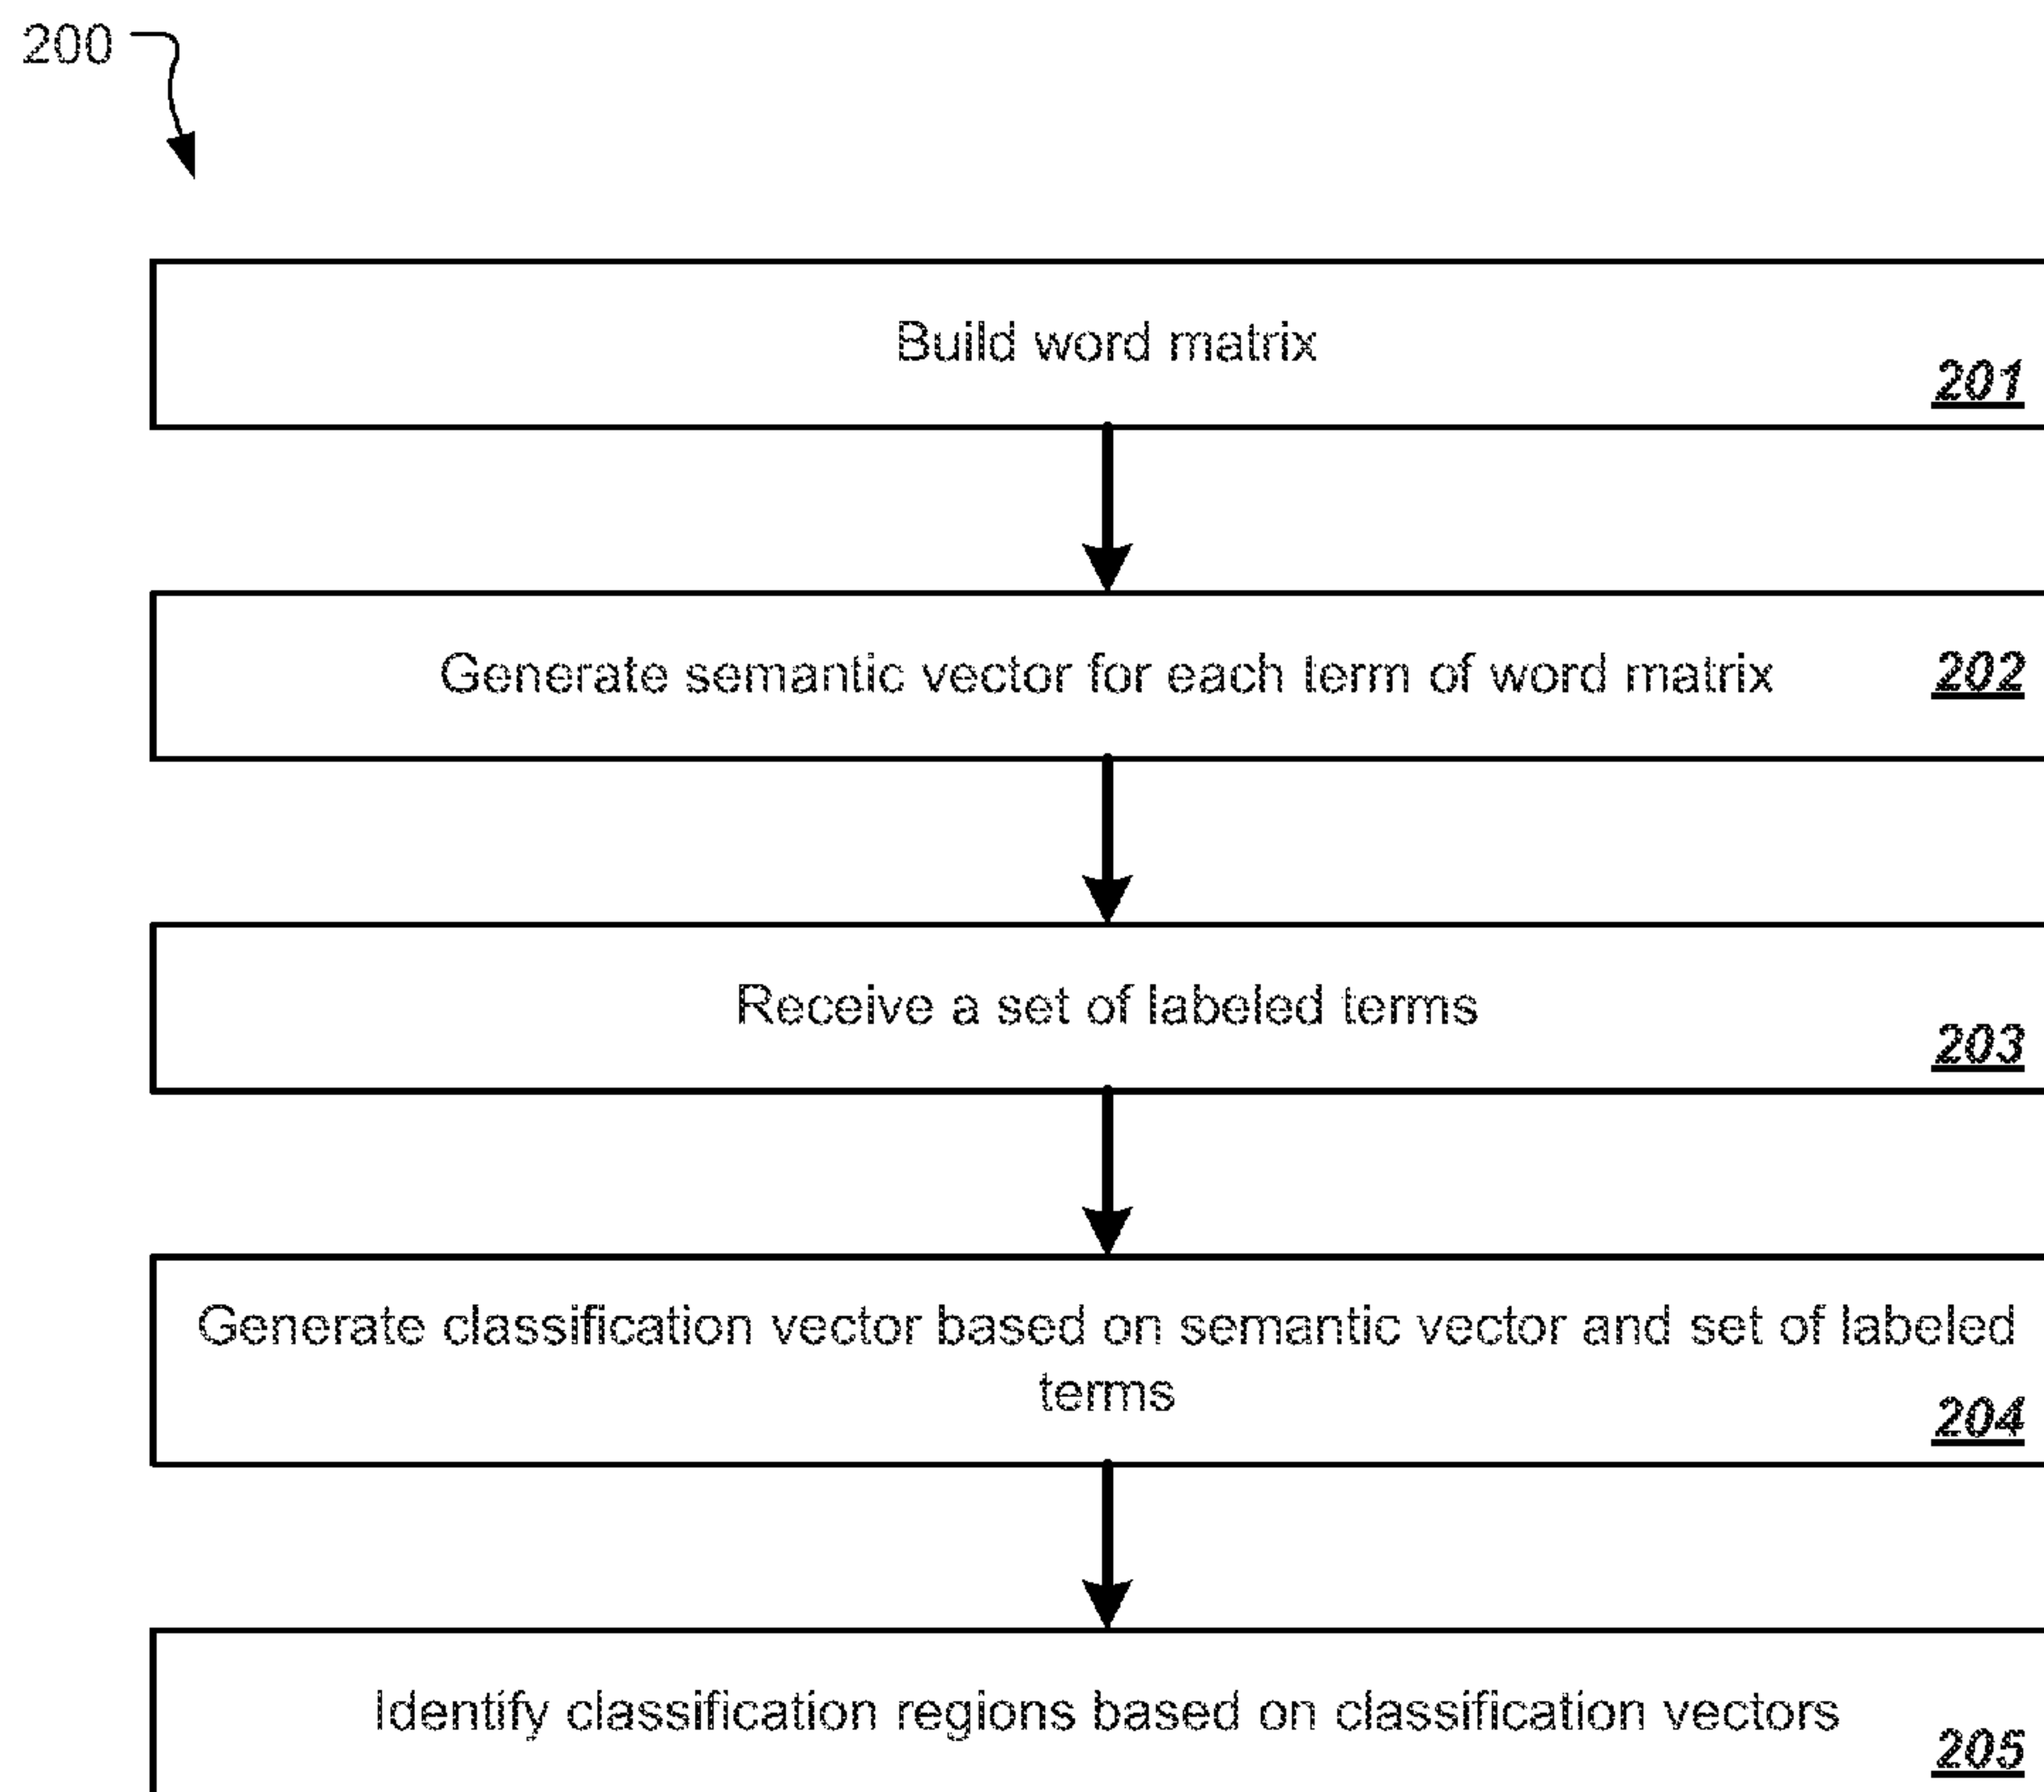 200
Build word matrix
201
Generate semantic vector for each term of word matrix
202
Receive a set of labeled terms
203
Generate classification vector based on semantic vector and set of labeled
terms
204
Identify classification regions based on classification vectors
205